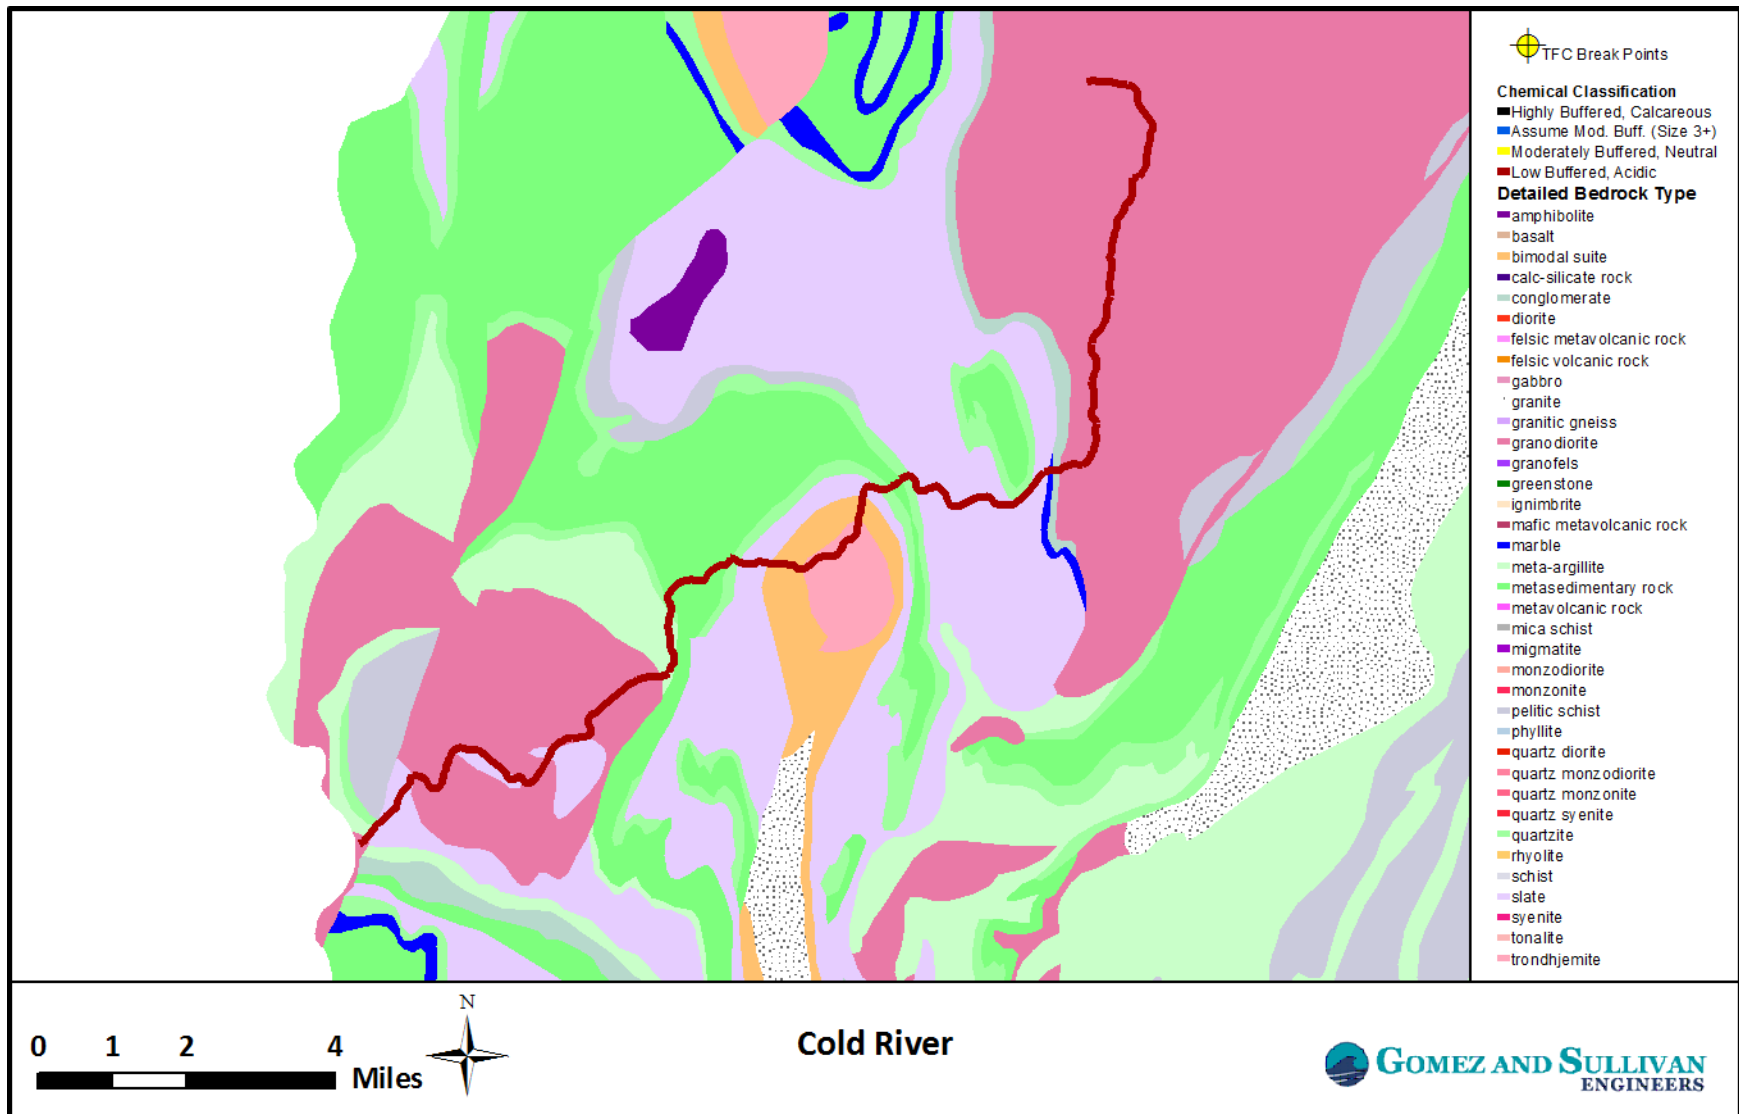 TFC Break Points
Chemical Classification
Highly Buffered, Calcareous
Assume Mod. Buff. (Size 3+)
Moderately Buffered, Neutral
Low Buffered, Acidic
Detailed Bedrock Type
amphibolite
basalt
bimodal suite
calc-silicate rock
conglomerate
diorite
felsic metavolcanic rock
felsic volcanic rock
gabbro
granite
granitic gneiss
granodiorite
granofels
greenstone
ignimbrite
mafic metavolcanic rock
marble
meta-argillite
metasedimentary rock
metavolcanic rock
mica schist
migmatite
monzodiorite
monzonite
pelitic schist
phyllite
quartz diorite
quartz monzodiorite
quartz monzonite
quartz syenite
quartzite
rhyolite
schist
slate
syenite
tonalite
trondhjemite
0 1 2 4
Miles
N
Cold River
GOMEZ AND SULLIVAN
ENGINEERS